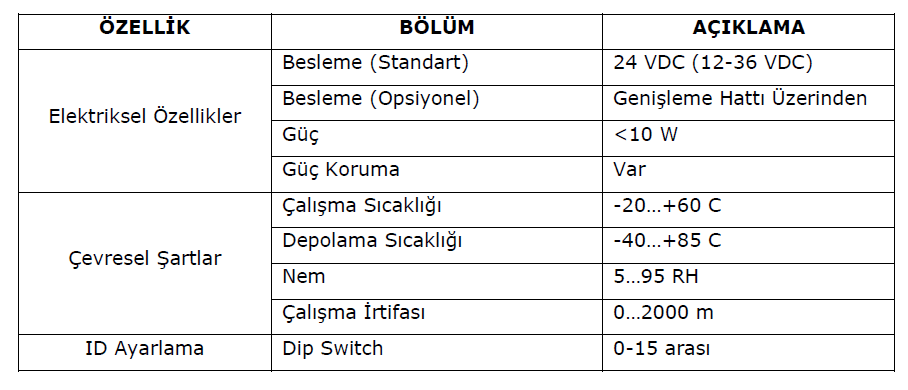 ÖZELLİK BÖLÜM AÇIKLAMA
Elektriksel Özellikler
Besleme (Standart) 24 VDC (12-36 VDC)
Besleme (Opsiyonel) Genişleme Hattı Üzerinden
Güç <10 W
Güç Koruma Var
Çevresel Şartlar
Çalışma Sıcaklığı -20…+60 C
Depolama Sıcaklığı -40…+85 C
Nem 5…95 RH
Çalışma İrtifası 0…2000 m
ID Ayarlama Dip Switch 0-15 arası